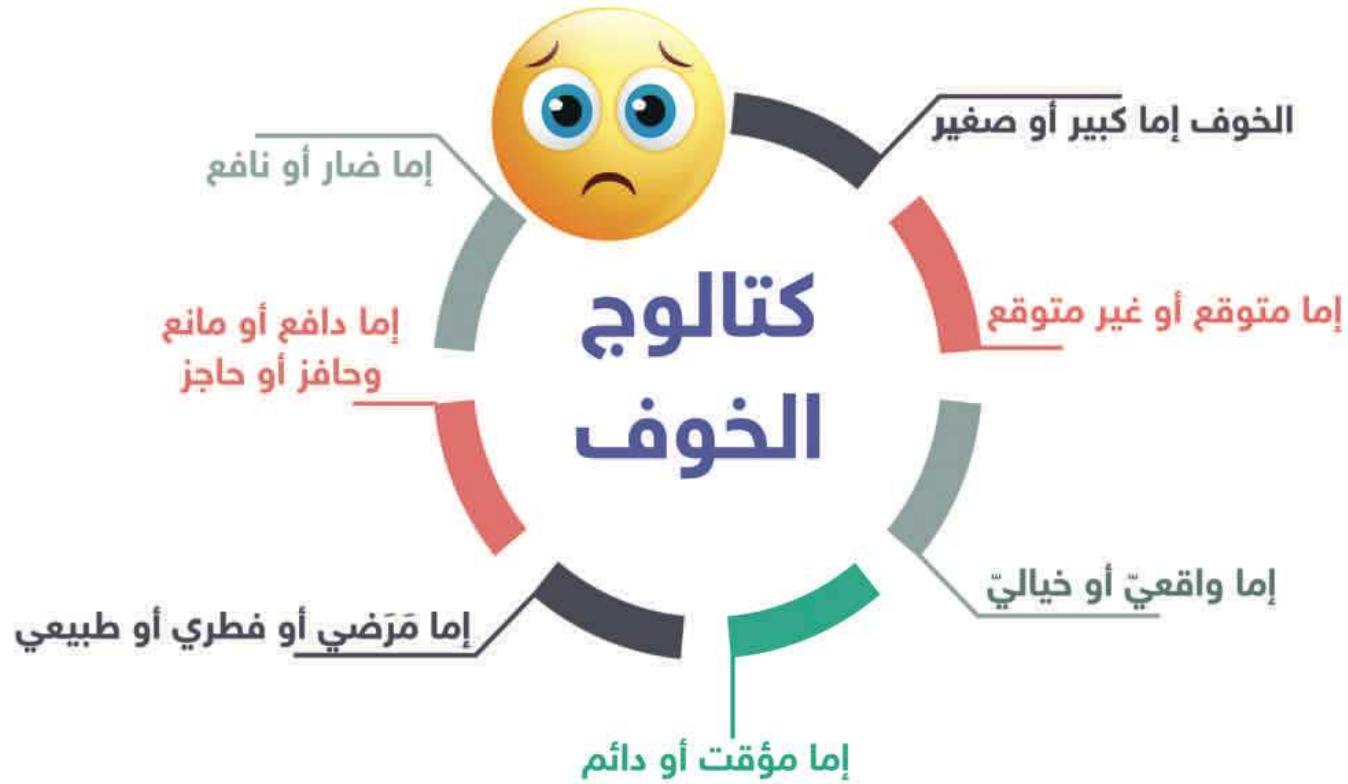 كتالوج
الخوف
الخوف إما كبير أو صغير
إما متوقع أو غير متوقع
إما واقعيّ أو خياليّ
إما مؤقت أو دائم
إما مَرَضي أو فطري أو طبيعي
إما دافع أو مانع
وحافز أو حاجز
إما ضار أو نافع